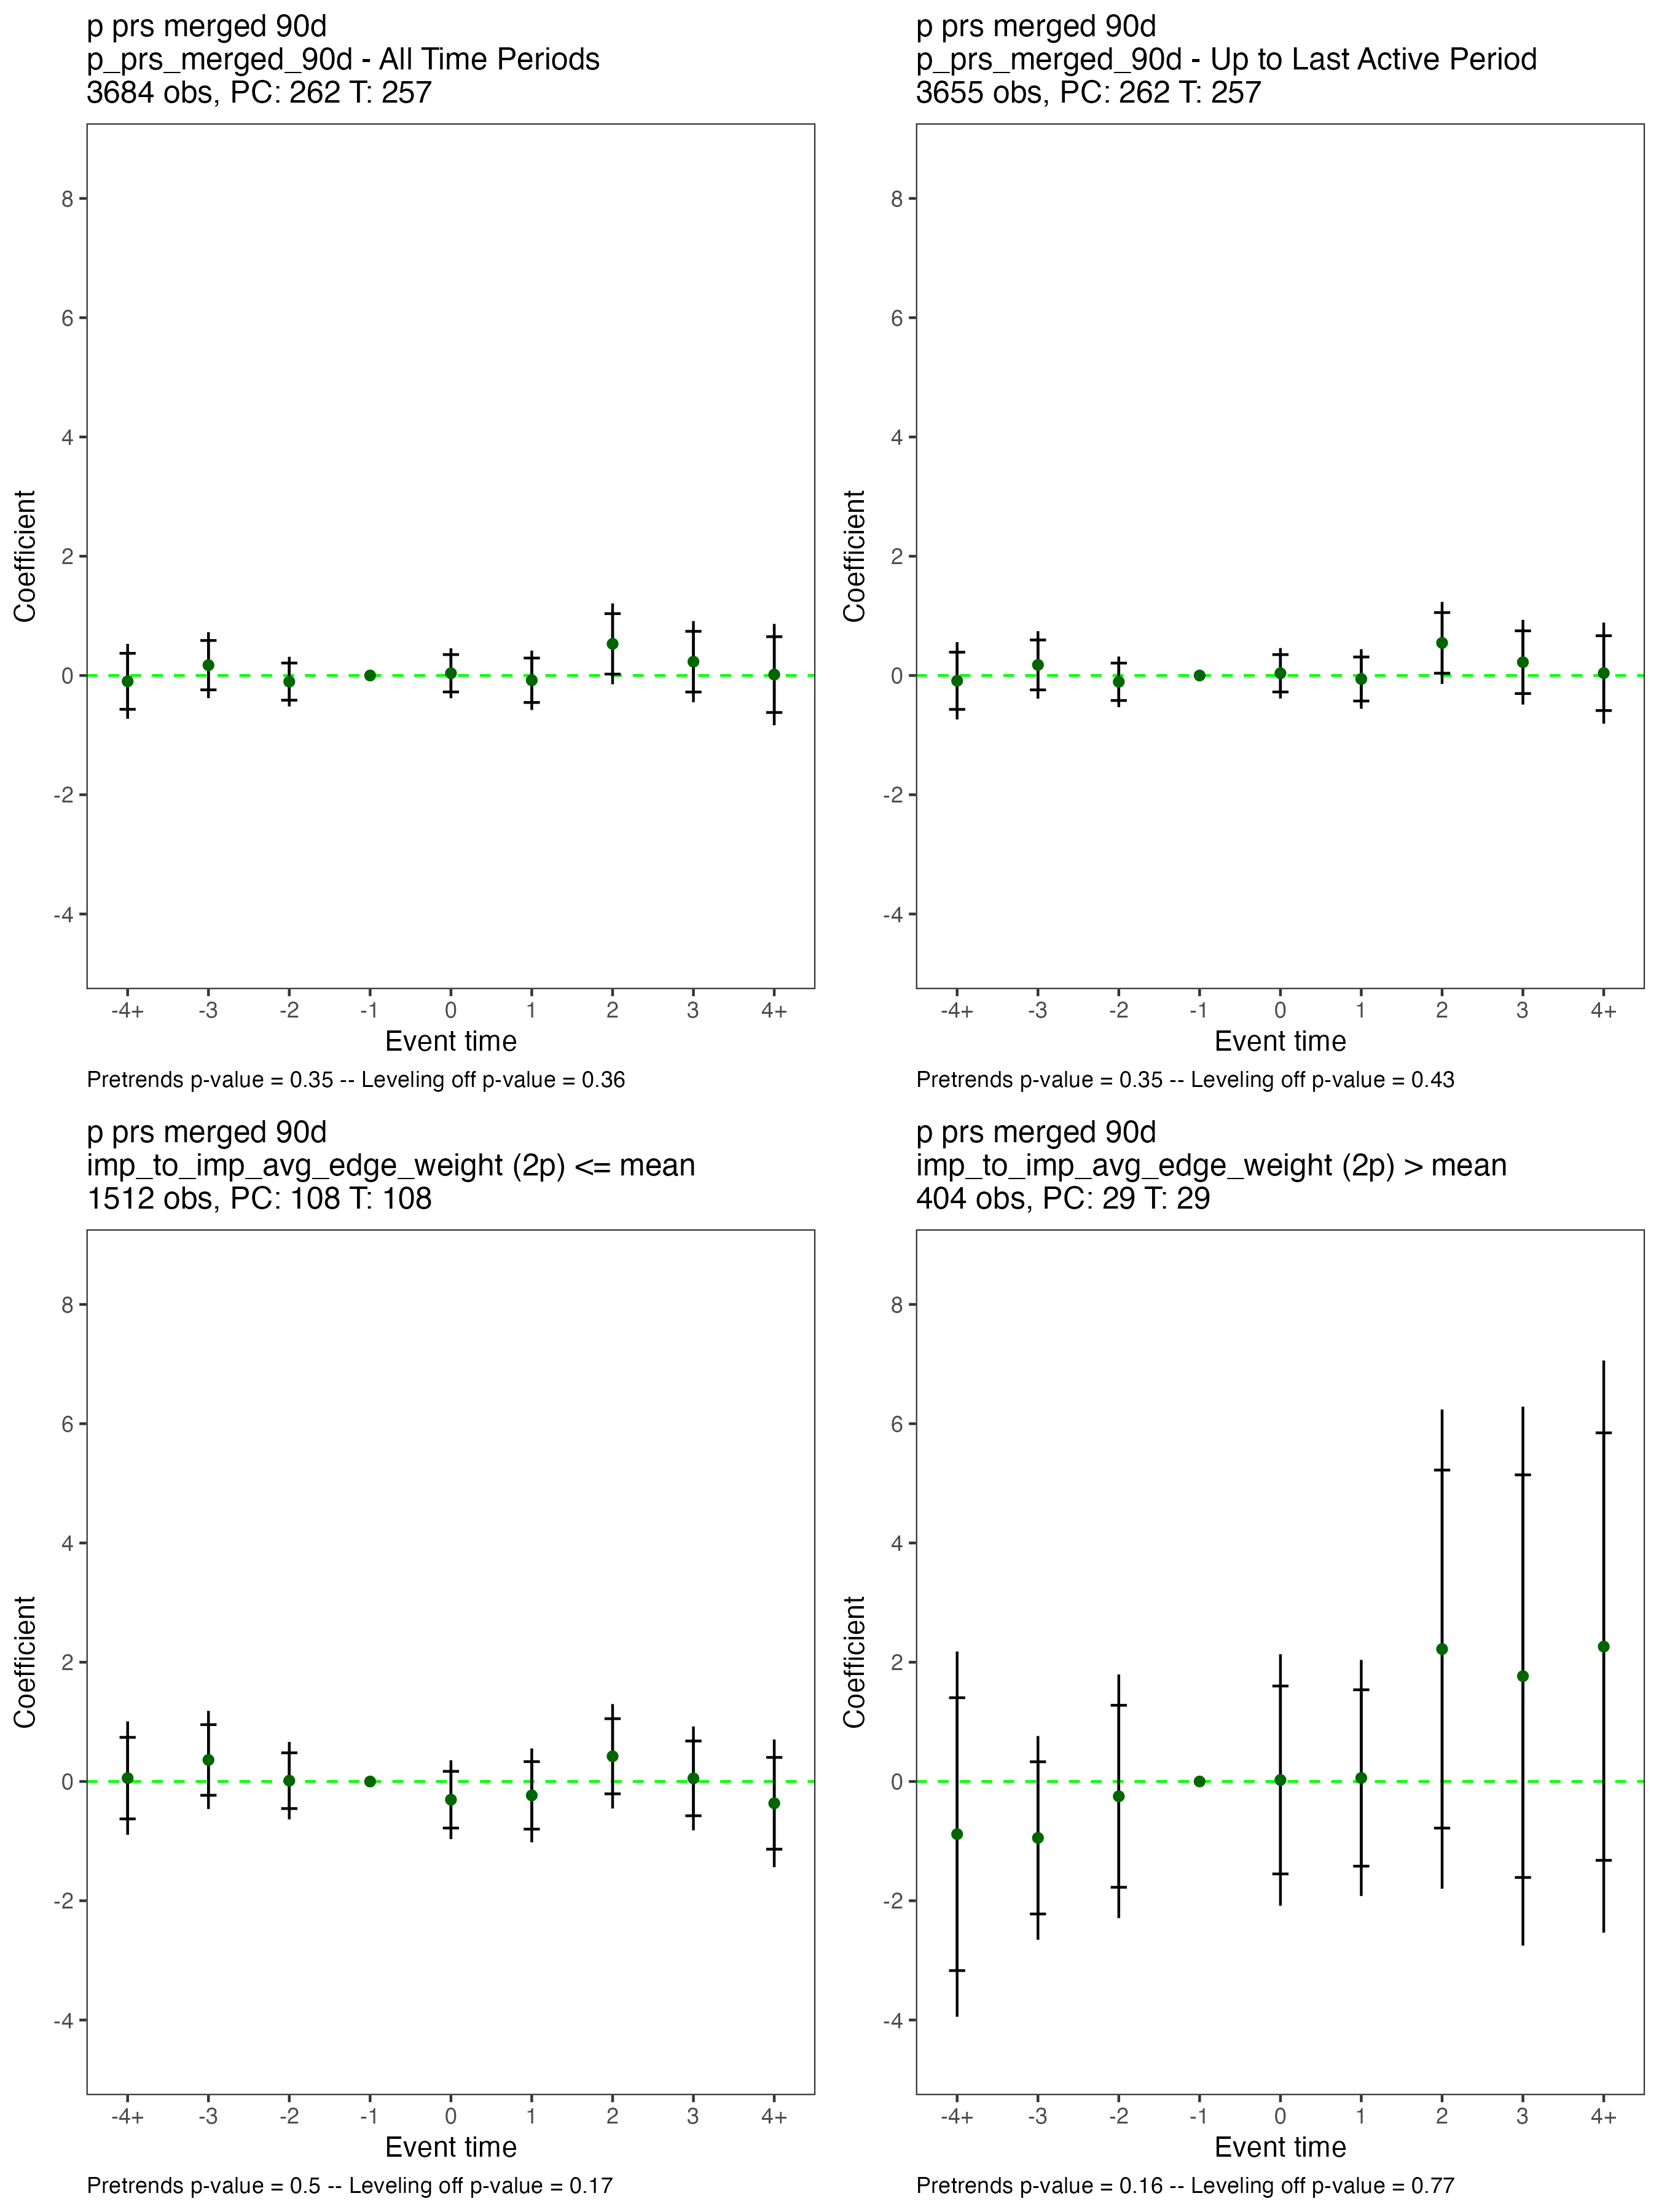 p prs merged 90d
p_prs_merged_90d - All Time Periods
3684 obs, PC: 262 T: 257
8
6
4
2
0
-2
-4
Coefficient
-4+ -3 -2 -1 0 1 2 3 4+
Event time
Pretrends p-value = 0.35 -- Leveling off p-value = 0.36
p prs merged 90d
p_prs_merged_90d - Up to Last Active Period
3655 obs, PC: 262 T: 257
8
6
4
2
0
-2
-4
Coefficient
-4+ -3 -2 -1 0 1 2 3 4+
Event time
Pretrends p-value = 0.35 -- Leveling off p-value = 0.43
p prs merged 90d
imp_to_imp_avg_edge_weight (2p) <= mean
1512 obs, PC: 108 T: 108
8
6
4
2
0
-2
-4
Coefficient
-4+ -3 -2 -1 0 1 2 3 4+
Event time
Pretrends p-value = 0.5 -- Leveling off p-value = 0.17
p prs merged 90d
imp_to_imp_avg_edge_weight (2p) > mean
404 obs, PC: 29 T: 29
8
6
4
2
0
-2
-4
Coefficient
-4+ -3 -2 -1 0 1 2 3 4+
Event time
Pretrends p-value = 0.16 -- Leveling off p-value = 0.77